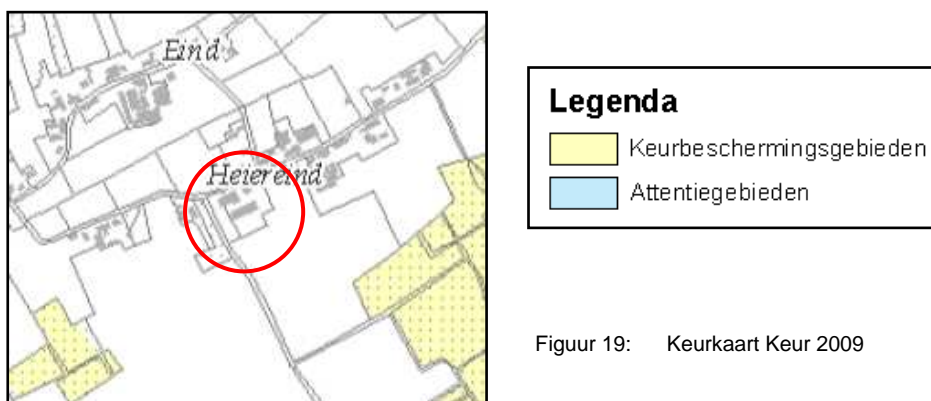 Eind
Heiereind
Legenda
Keurbeschermingsgebieden
Attentiegebieden
Figuur 19: Keurkaart Keur 2009